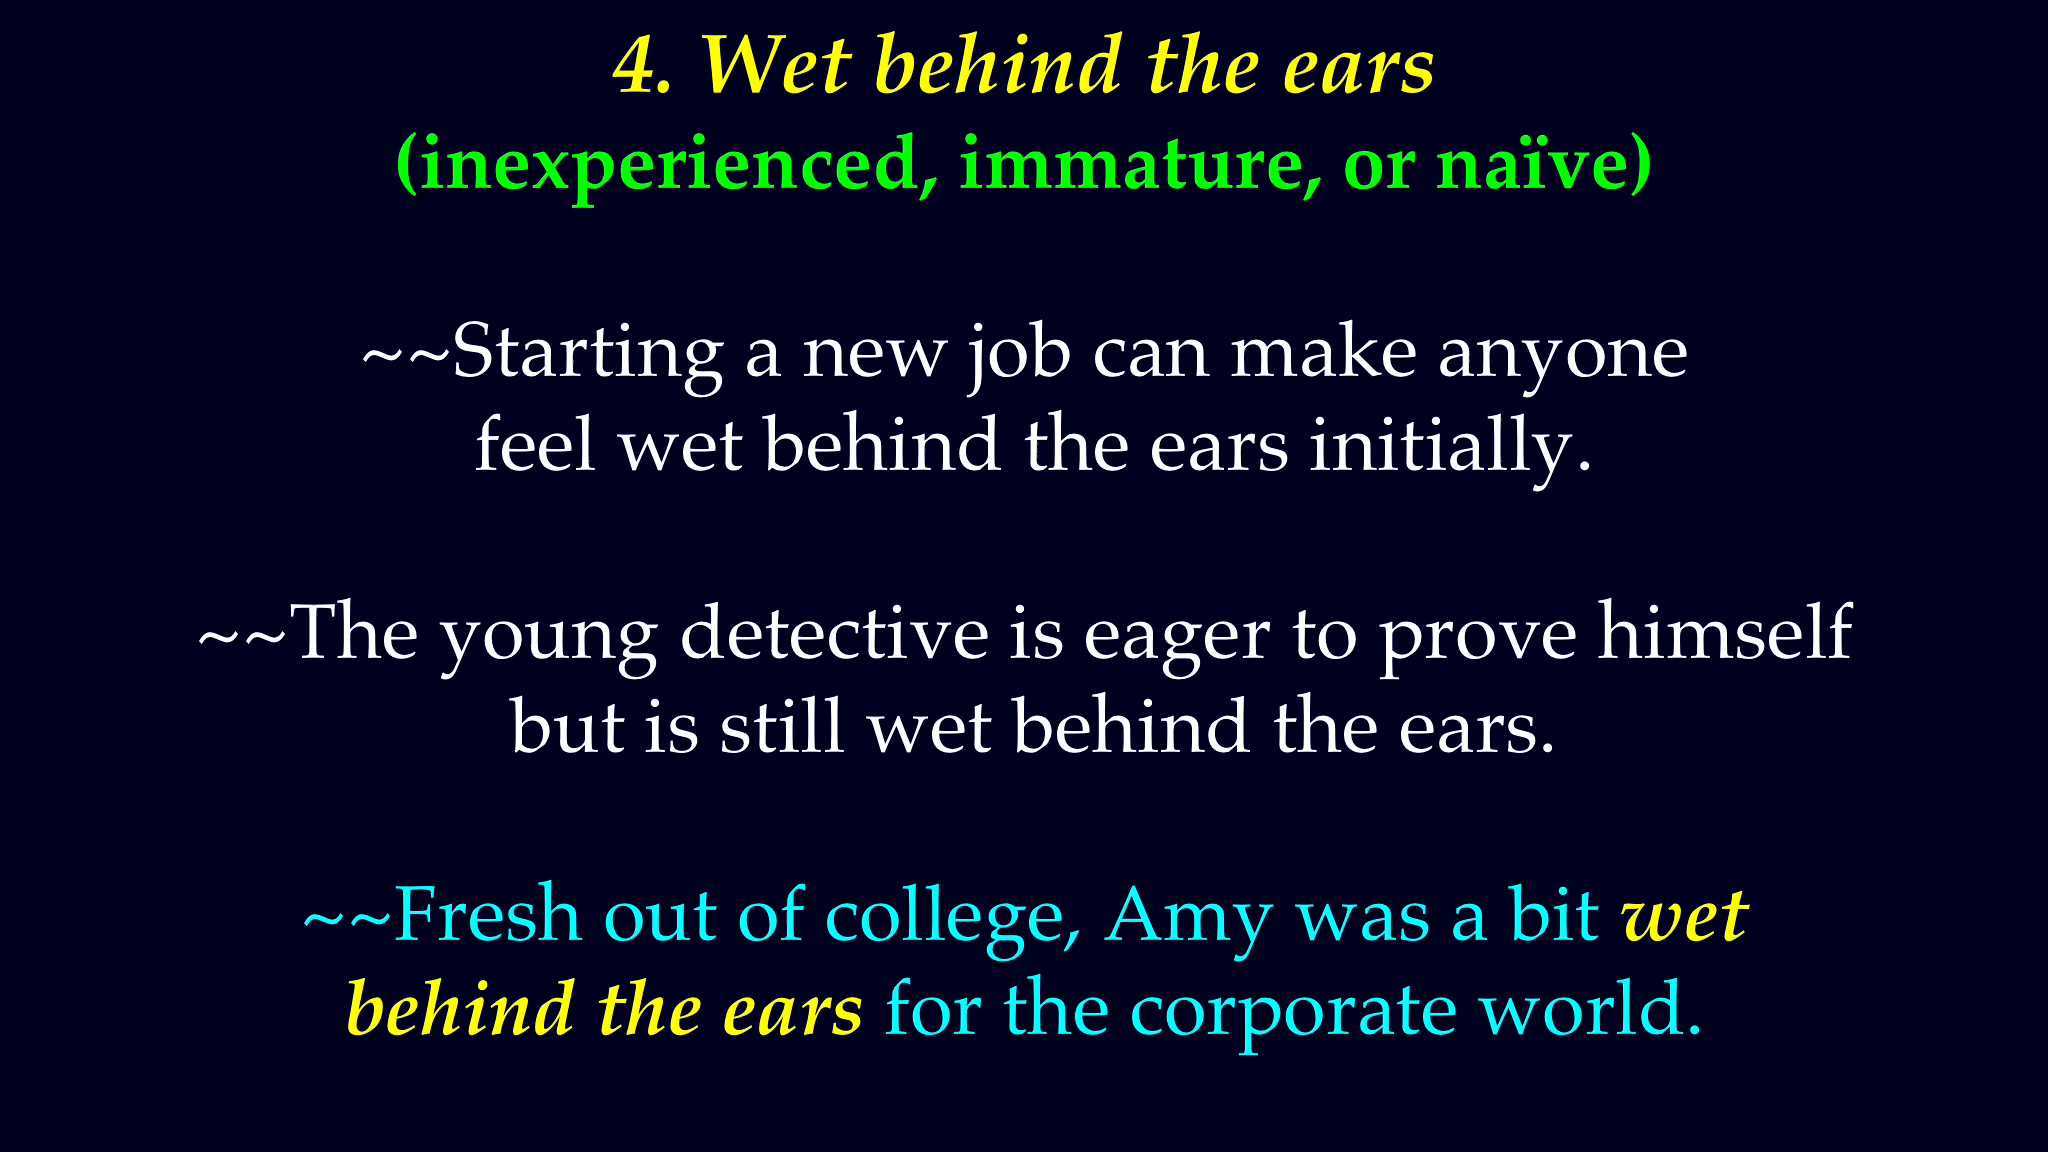 4. Wet behind the ears
(inexperienced, immature, or naïve)
~~Starting a new job can make anyone
feel wet behind the ears initially.
~~The young detective is eager to prove himself
but is still wet behind the ears.
~~Fresh out of college, Amy was a bit wet
behind the ears for the corporate world.